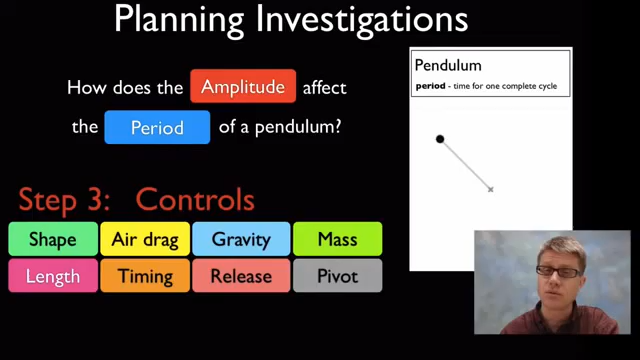 Planning Investigations
How does the Amplitude affect
the Period of a pendulum?
Pendulum
period - time for one complete cycle
Step 3: Controls
Shape Air drag Gravity Mass
Length Timing Release Pivot